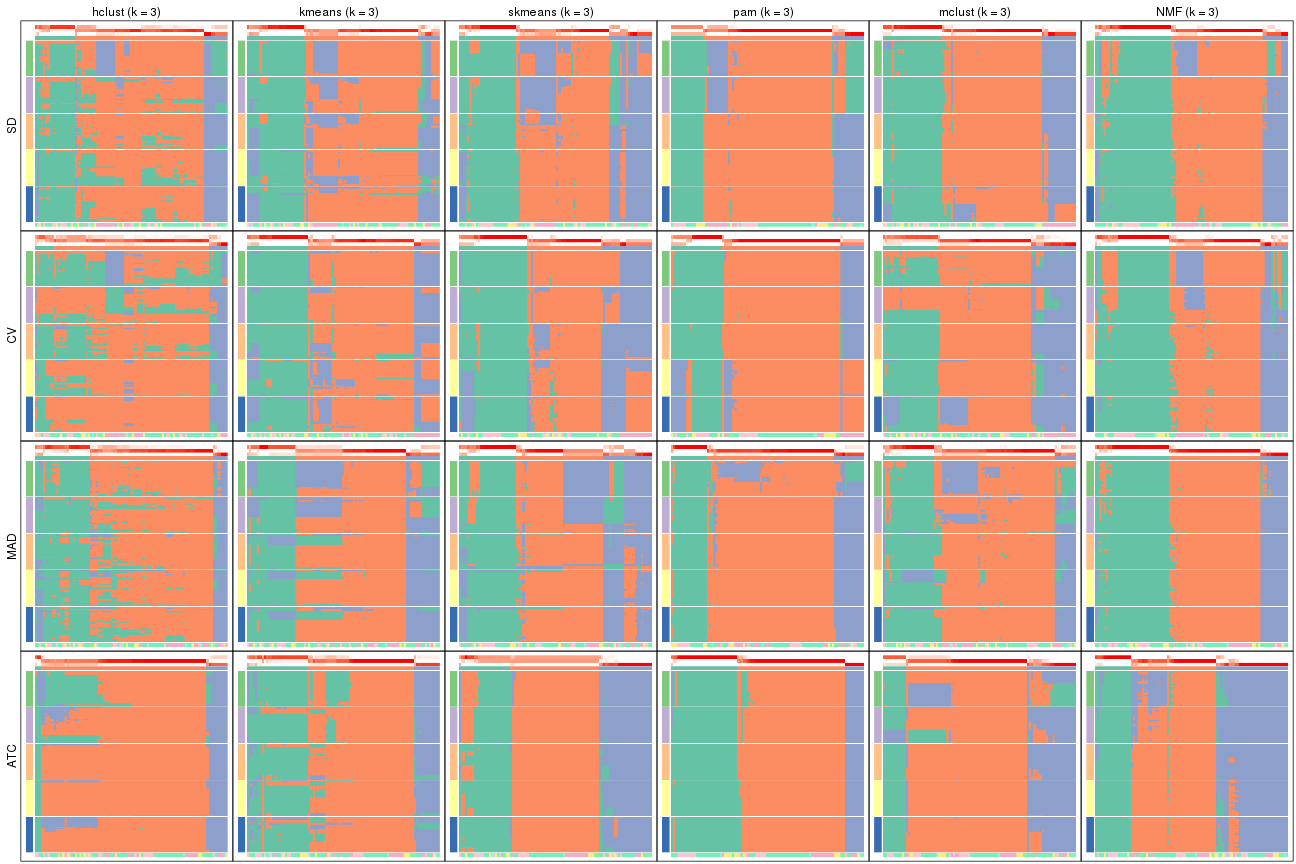 hclust (k = 3) kmeans (k = 3) skmeans (k = 3) pam (k = 3) mclust (k = 3) NMF (k = 3)
SD
CV
MAD
ATC